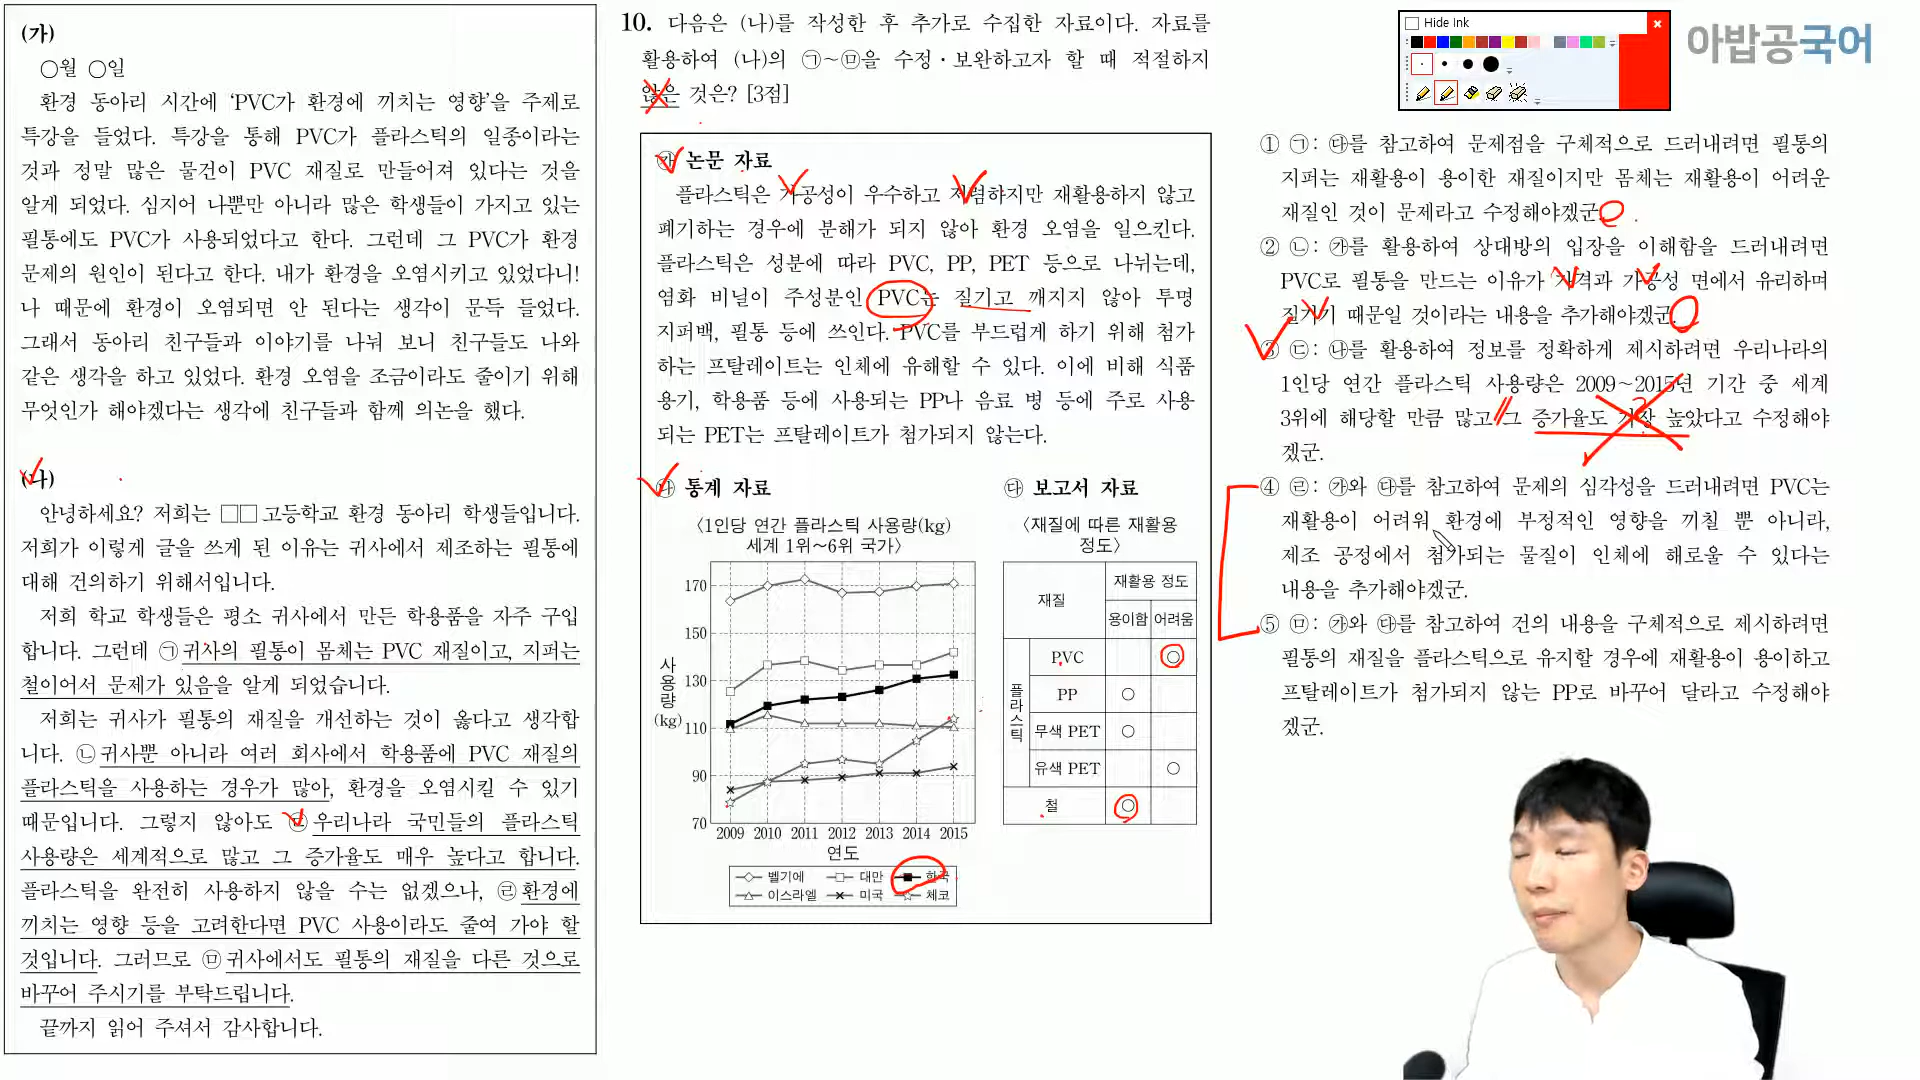 (가)
○월 ○일
환경 동아리 시간에 ‘PVC가 환경에 끼치는 영향’을 주제로
특강을 들었다. 특강을 통해 PVC가 플라스틱의 일종이라는
것과 정말 많은 물건이 PVC 재질로 만들어져 있다는 것을
알게 되었다. 심지어 나뿐만 아니라 많은 학생들이 가지고 있는
필통에도 PVC가 사용되었다고 한다. 그런데 그 PVC가 환경
문제의 원인이 된다고 한다. 내가 환경을 오염시키고 있었다니!
나 때문에 환경이 오염되면 안 된다는 생각이 문득 들었다.
그래서 동아리 친구들과 이야기를 나눠 보니 친구들도 나와
같은 생각을 하고 있었다. 환경 오염을 조금이라도 줄이기 위해
무엇인가 해야겠다는 생각에 친구들과 함께 의논을 했다.
(나)
안녕하세요? 저희는 □□고등학교 환경 동아리 학생들입니다.
저희가 이렇게 글을 쓰게 된 이유는 귀사에서 제조하는 필통에
대해 건의하기 위해서입니다.
저희 학교 학생들은 평소 귀사에서 만든 학용품을 자주 구입
합니다. 그런데 ㉠귀사의 필통이 몸체는 PVC 재질이고, 지퍼는
철이어서 문제가 있음을 알게 되었습니다.
저희는 귀사가 필통의 재질을 개선하는 것이 옳다고 생각합
니다. ㉡귀사뿐 아니라 여러 회사에서 학용품에 PVC 재질의
플라스틱을 사용하는 경우가 많아, 환경을 오염시킬 수 있기
때문입니다. 그렇지 않아도 ㉢우리나라 국민들의 플라스틱
사용량은 세계적으로 많고 그 증가율도 매우 높다고 합니다.
플라스틱을 완전히 사용하지 않을 수는 없겠으나, ㉣환경에
끼치는 영향 등을 고려한다면 PVC 사용이라도 줄여 가야 할
것입니다. 그러므로 ㉤귀사에서도 필통의 재질을 다른 것으로
바꾸어 주시기를 부탁드립니다.
끝까지 읽어 주셔서 감사합니다.
10. 다음은 (나)를 작성한 후 추가로 수집한 자료이다. 자료를
활용하여 (나)의 ㉠~㉤을 수정·보완하고자 할 때 적절하지
않은 것은? [3점]
㉮ 논문 자료
플라스틱은 가공성이 우수하고 저렴하지만 재활용하지 않고
폐기하는 경우에 분해가 되지 않아 환경 오염을 일으킨다.
플라스틱은 성분에 따라 PVC, PP, PET 등으로 나뉘는데,
염화 비닐이 주성분인 PVC는 질기고 깨지지 않아 투명
지퍼백, 필통 등에 쓰인다. PVC를 부드럽게 하기 위해 첨가
하는 프탈레이트는 인체에 유해할 수 있다. 이에 비해 식품
용기, 학용품 등에 사용되는 PP나 음료 병 등에 주로 사용
되는 PET는 프탈레이트가 첨가되지 않는다.
㉯ 통계 자료
〈1인당 연간 플라스틱 사용량(kg)
세계 1위~6위 국가〉
사용량
(kg)
170
150
130
110
90
70
2009 2010 2011 2012 2013 2014 2015
연도
벨기에 대만 한국
이스라엘 미국 체코
㉰ 보고서 자료
〈재질에 따른 재활용
정도〉
재질 재활용 정도
용이함 어려움
플라스틱
PVC ○
PP ○
무색 PET ○
유색 PET ○
철 ○
Hide Ink
아밥공국어
① ㉠: ㉰를 참고하여 문제점을 구체적으로 드러내려면 필통의
지퍼는 재활용이 용이한 재질이지만 몸체는 재활용이 어려운
재질인 것이 문제라고 수정해야겠군.
② ㉡: ㉮를 활용하여 상대방의 입장을 이해함을 드러내려면
PVC로 필통을 만드는 이유가 가격과 가공성 면에서 유리하며
질기기 때문일 것이라는 내용을 추가해야겠군.
③ ㉢: ㉯를 활용하여 정보를 정확하게 제시하려면 우리나라의
1인당 연간 플라스틱 사용량은 2009~2015년 기간 중 세계
3위에 해당할 만큼 많고 그 증가율도 가장 높았다고 수정해야
겠군.
④ ㉣: ㉮와 ㉰를 참고하여 문제의 심각성을 드러내려면 PVC는
재활용이 어려워 환경에 부정적인 영향을 끼칠 뿐 아니라,
제조 공정에서 첨가되는 물질이 인체에 해로울 수 있다는
내용을 추가해야겠군.
⑤ ㉤: ㉮와 ㉰를 참고하여 건의 내용을 구체적으로 제시하려면
필통의 재질을 플라스틱으로 유지할 경우에 재활용이 용이하고
프탈레이트가 첨가되지 않는 PP로 바꾸어 달라고 수정해야
겠군.